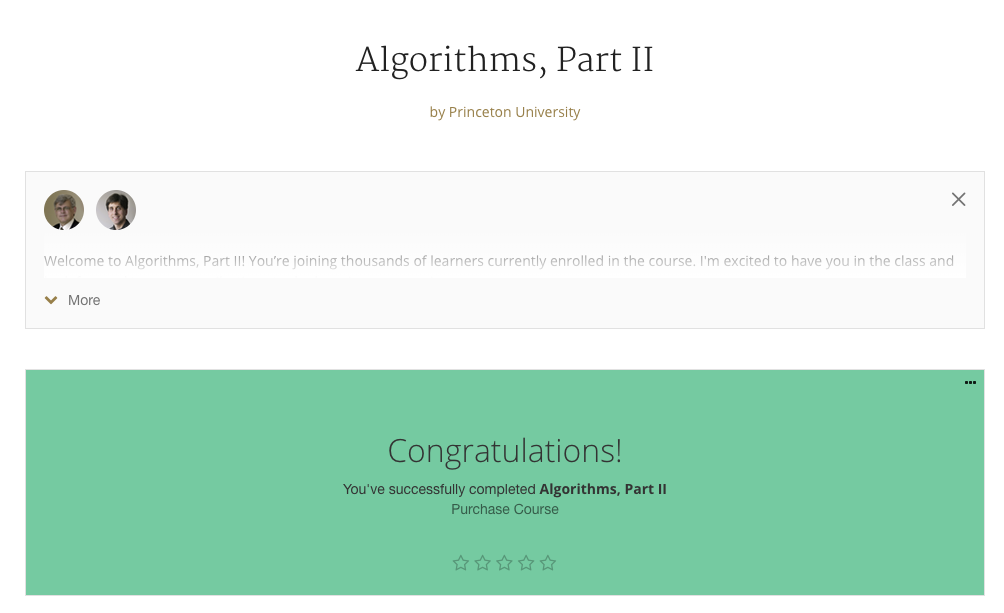 Algorithms, Part II
by Princeton University
Welcome to Algorithms, Part II! You're joining thousands of learners currently enrolled in the course. I'm excited to have you in the class and
More
Congratulations!
You've successfully completed Algorithms, Part II
Purchase Course